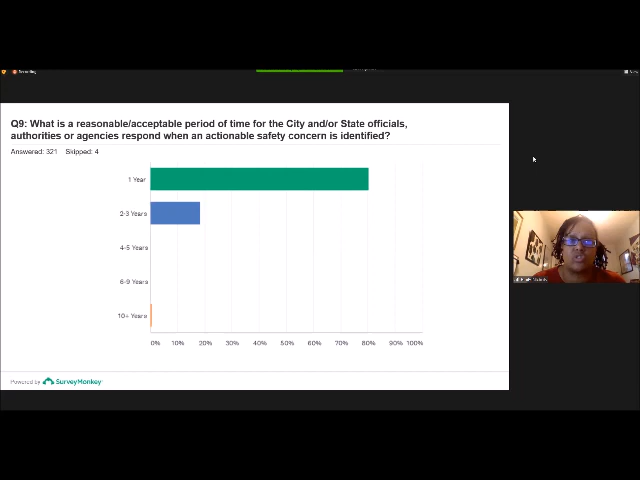 Recording
View
Q9: What is a reasonable/acceptable period of time for the City and/or State officials,
authorities or agencies respond when an actionable safety concern is identified?
Answered: 321 Skipped: 4
1 Year
2-3 Years
4-5 Years
6-9 Years
10+ Years
0% 10% 20% 30% 40% 50% 60% 70% 80% 90% 100%
Powered by SurveyMonkey